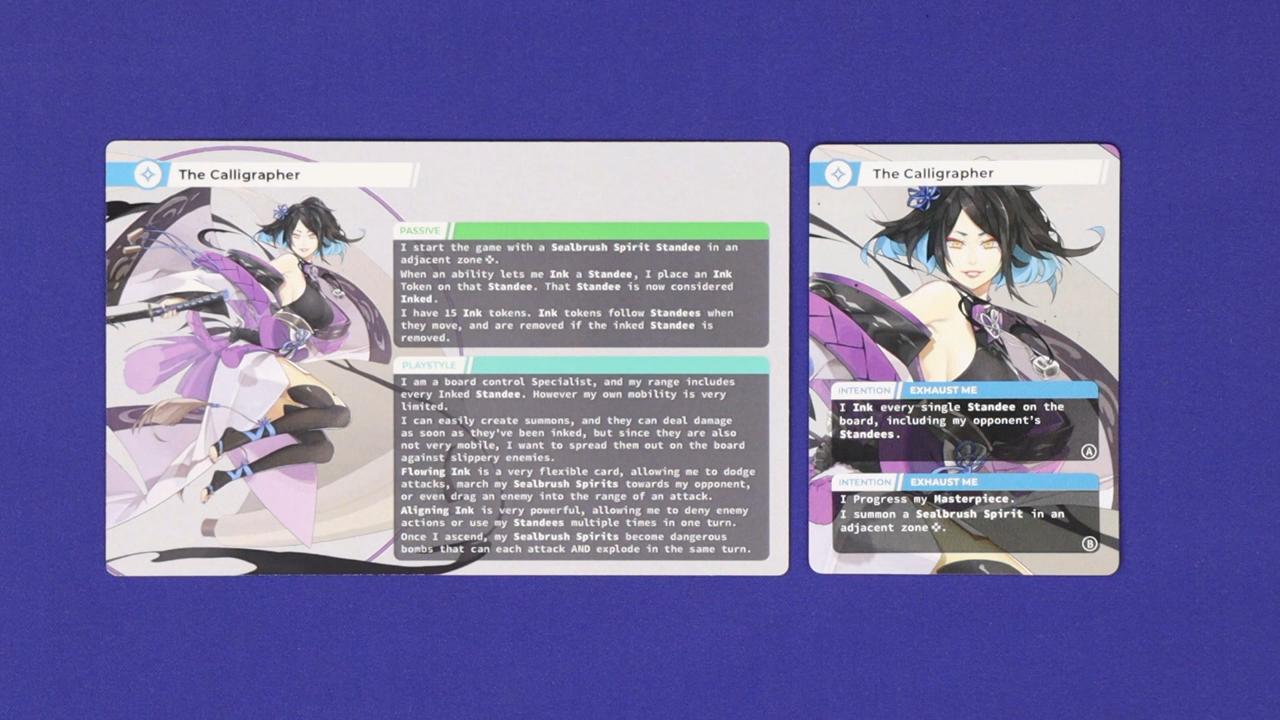 The Calligrapher
PASSIVE
I start the game with a Sealbrush Spirit Standee in an
adjacent zone.
When an ability lets me Ink a Standee, I place an Ink
Token on that Standee. That Standee is now considered
Inked.
I have 15 Ink tokens. Ink tokens follow Standees when
they move, and are removed if the inked Standee is
removed.
PLAYSTYLE
I am a board control Specialist, and my range includes
every Inked Standee. However my own mobility is very
limited.
I can easily create summons, and they can deal damage
as soon as they've been inked, but since they are also
not very mobile, I want to spread them out on the board
against slippery enemies.
Flowing Ink is a very flexible card, allowing me to dodge
attacks, march my Sealbrush Spirits towards my opponent,
or even drag an enemy into the range of an attack.
Aligning Ink is very powerful, allowing me to deny enemy
actions or use my Standees multiple times in one turn.
Once I ascend, my Sealbrush Spirits become dangerous
bombs that can each attack AND explode in the same turn.
The Calligrapher
INTENTION EXHAUST ME
I Ink every single Standee on the
board, including my opponent's
Standees.
A
INTENTION EXHAUST ME
I Progress my Masterpiece.
I summon a Sealbrush Spirit in an
adjacent zone.
B